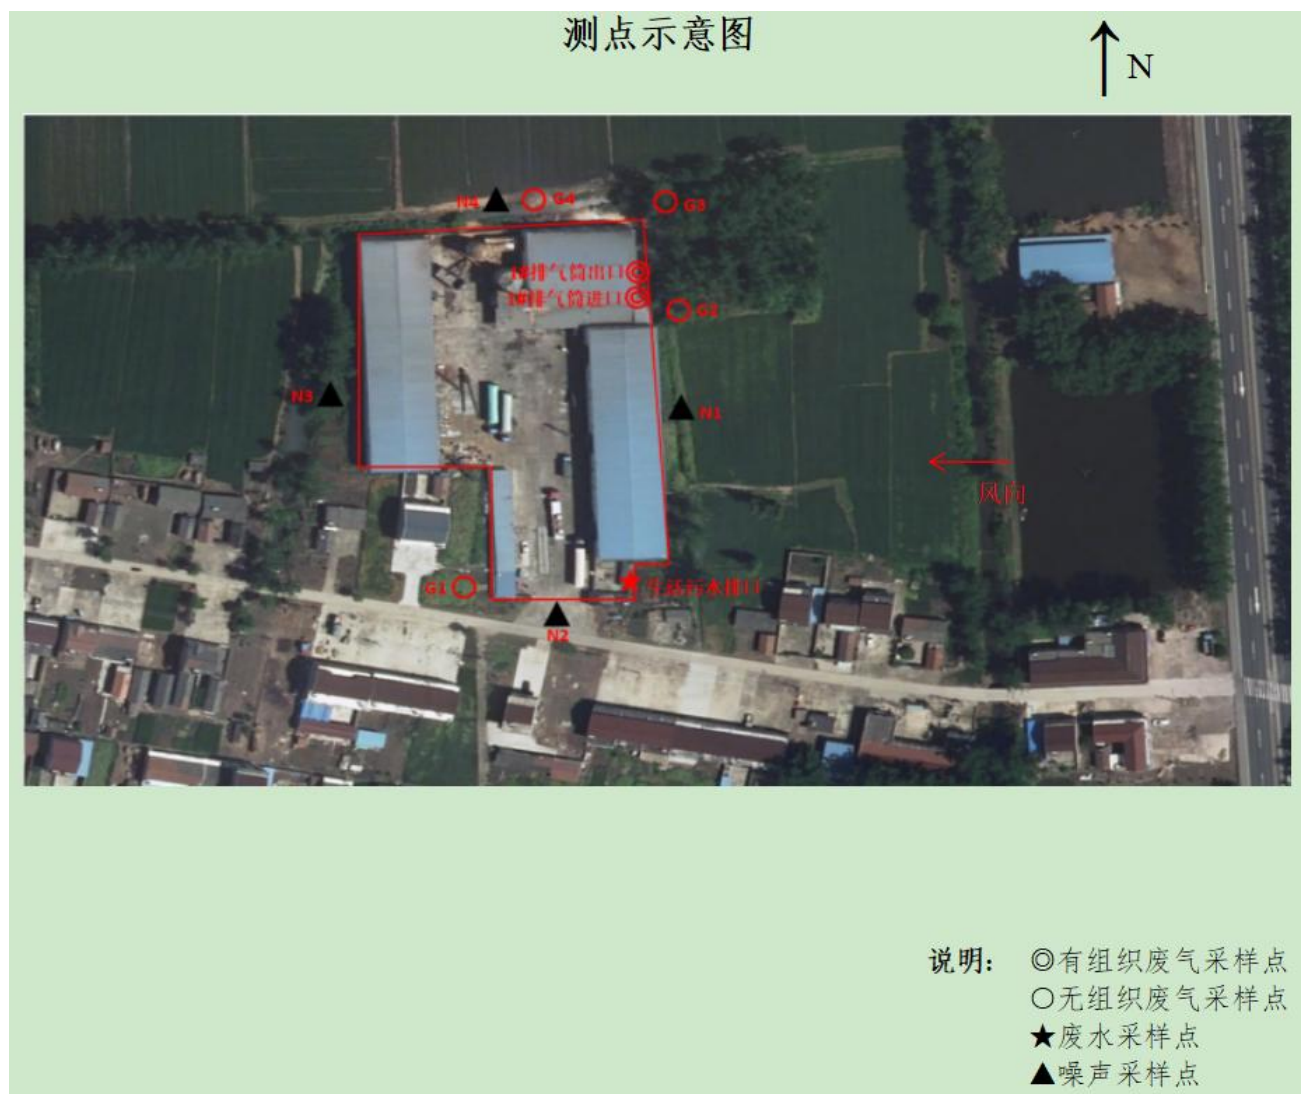 测点示意图
N
N4
G4
G3
1#排气筒出口
1#排气筒进口
G2
N3
N1
风向
G1
生活污水排口
N2
说明：
◎有组织废气采样点
○无组织废气采样点
★废水采样点
▲噪声采样点